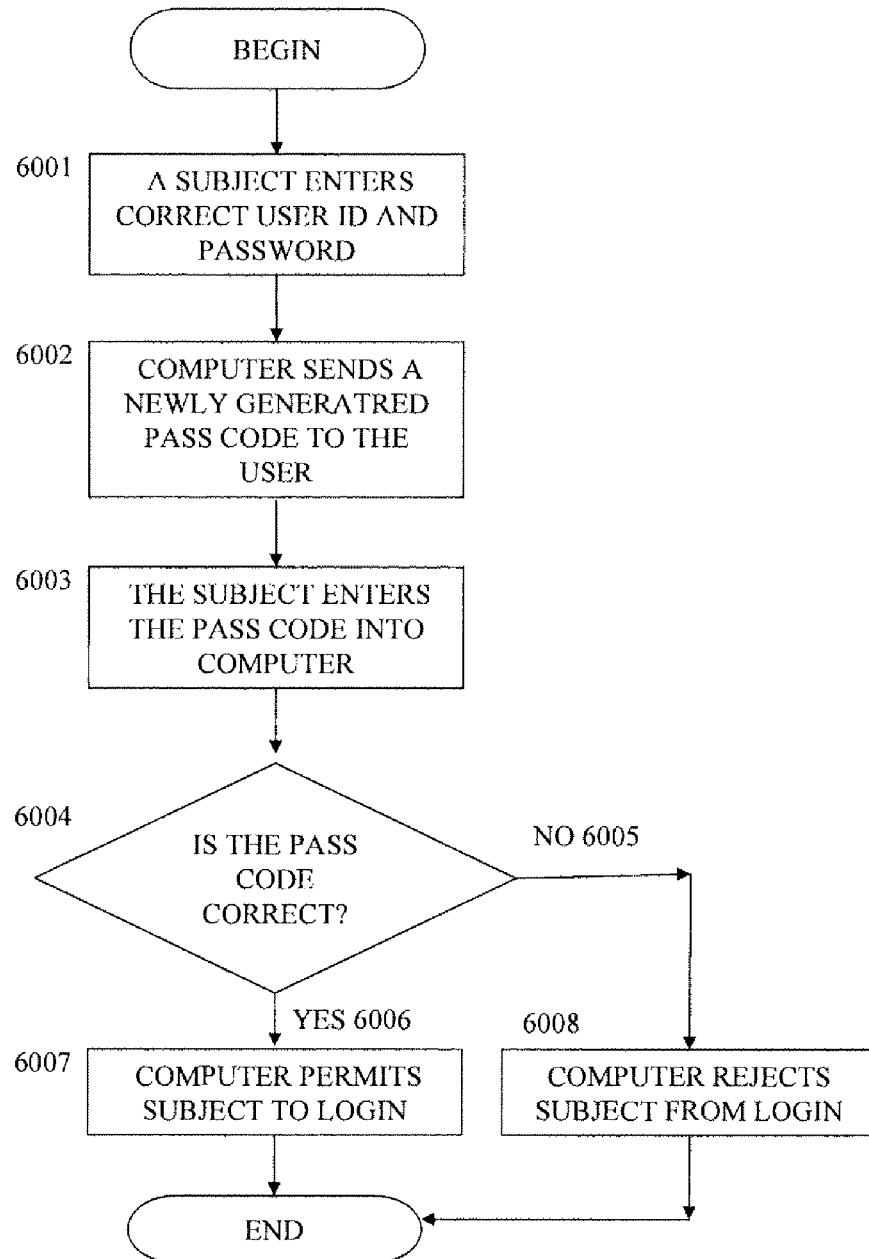 BEGIN
6001
A SUBJECT ENTERS
CORRECT USER ID AND
PASSWORD
6002
COMPUTER SENDS A
NEWLY GENERATRED
PASS CODE TO THE
USER
6003
THE SUBJECT ENTERS
THE PASS CODE INTO
COMPUTER
6004
IS THE PASS
CODE
CORRECT?
NO 6005
YES 6006
6007
COMPUTER PERMITS
SUBJECT TO LOGIN
6008
COMPUTER REJECTS
SUBJECT FROM LOGIN
END